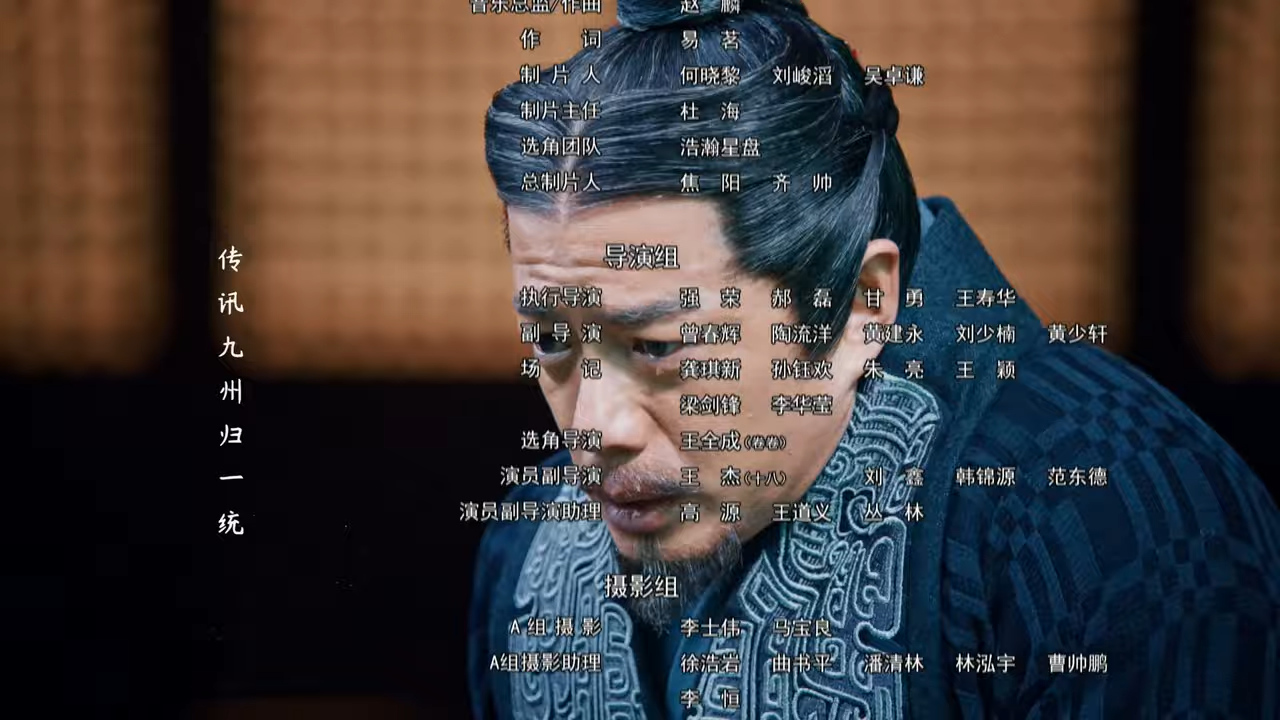 传讯九州归一统
音乐总监/作曲 赵麟
作词 易茗
制片人 何晓黎 刘峻滔 吴卓谦
制片主任 杜海
选角团队 浩瀚星盘
总制片人 焦阳 齐帅
导演组
执行导演 强荣 郝磊 甘勇 王寿华
副导演 曾春辉 陶流洋 黄建永 刘少楠 黄少轩
场记 龚琪新 孙钰欢 朱亮 王颖
梁剑锋 李华莹
选角导演 王全成(卷卷)
演员副导演 王杰(十八) 刘鑫 韩锦源 范东德
演员副导演助理 高源 王道义 丛林
摄影组
A组摄影 李士伟 马宝良
A组摄影助理 徐浩岩 曲书平 潘清林 林泓宇 曹帅鹏
李恒